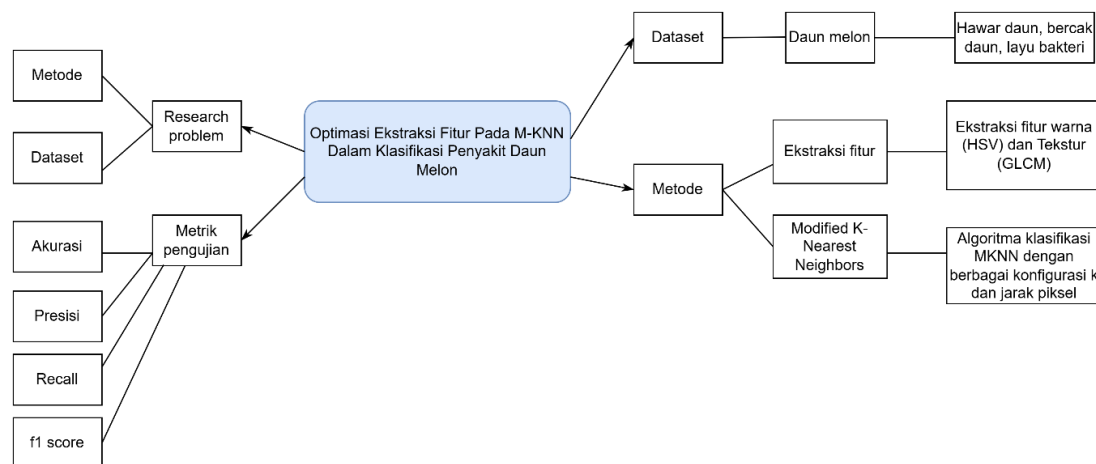 Optimasi Ekstraksi Fitur Pada M-KNN
Dalam Klasifikasi Penyakit Daun
Melon
Research
problem
Metode
Dataset
Metrik
pengujian
Akurasi
Presisi
Recall
f1 score
Dataset
Daun melon
Hawar daun, bercak
daun, layu bakteri
Metode
Ekstraksi fitur
Ekstraksi fitur warna
(HSV) dan Tekstur
(GLCM)
Modified K-
Nearest
Neighbors
Algoritma klasifikasi
MKNN dengan
berbagai konfigurasi k
dan jarak piksel